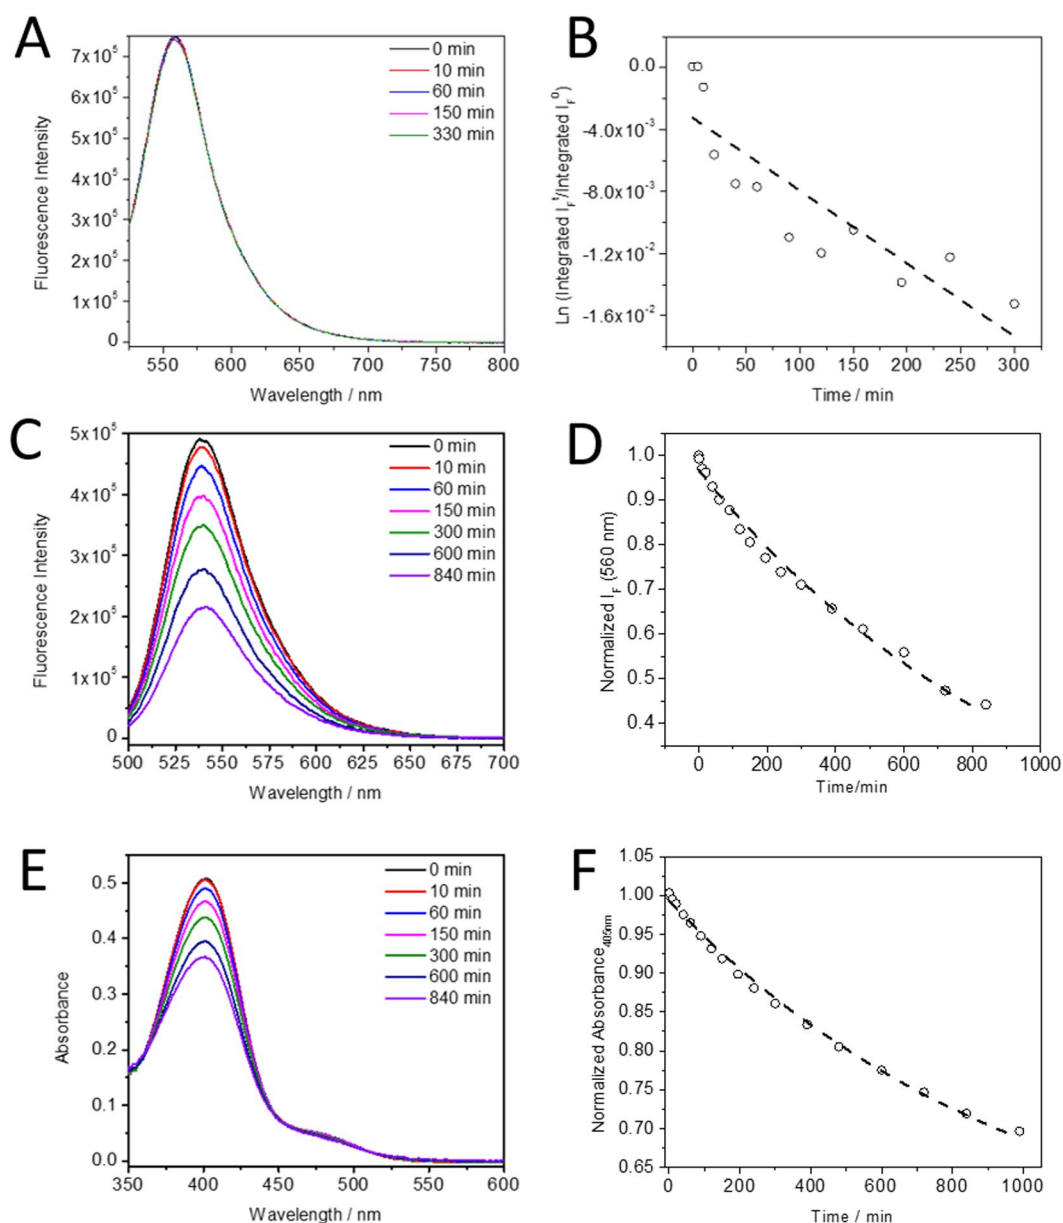 A
Fluorescence Intensity
7x10⁵
6x10⁵
5x10⁵
4x10⁵
3x10⁵
2x10⁵
1x10⁵
0
0 min
10 min
60 min
150 min
330 min
550 600 650 700 750 800
Wavelength / nm
B
Ln (Integrated I_F^t/Integrated I_F^0)
0.0
-4.0x10⁻³
-8.0x10⁻³
-1.2x10⁻²
-1.6x10⁻²
0 50 100 150 200 250 300
Time / min
C
Fluorescence Intensity
5x10⁵
4x10⁵
3x10⁵
2x10⁵
1x10⁵
0
0 min
10 min
60 min
150 min
300 min
600 min
840 min
500 525 550 575 600 625 650 675 700
Wavelength / nm
D
Normalized I_F (560 nm)
1.0
0.9
0.8
0.7
0.6
0.5
0.4
0 200 400 600 800 1000
Time/min
E
Absorbance
0.5
0.4
0.3
0.2
0.1
0.0
0 min
10 min
60 min
150 min
300 min
600 min
840 min
350 400 450 500 550 600
Wavelength / nm
F
Normalized Absorbance_405nm
1.05
1.00
0.95
0.90
0.85
0.80
0.75
0.70
0.65
0 200 400 600 800 1000
Time / min